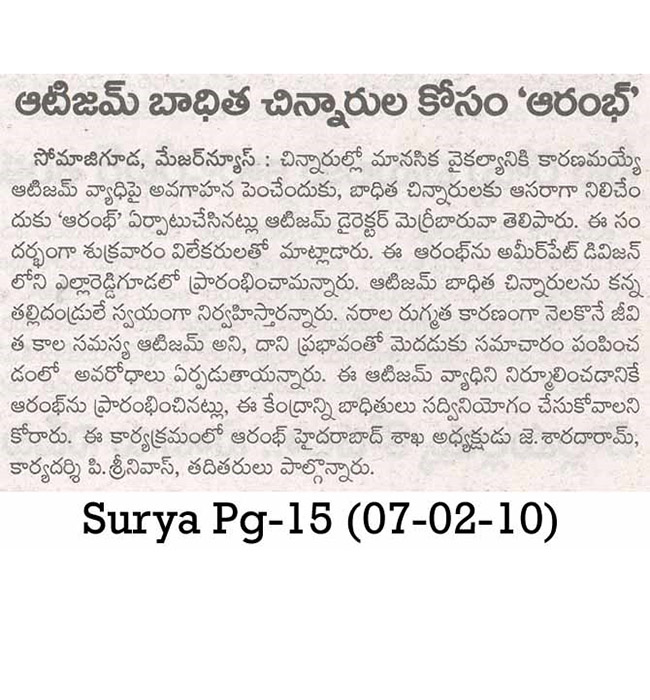 ఆటిజమ్ బాధిత చిన్నారుల కోసం ‘ఆరంభ్’
సోమాజిగూడ, మేజర్‌న్యూస్ : చిన్నారుల్లో మానసిక వైకల్యానికి కారణమయ్యే
ఆటిజమ్ వ్యాధిపై అవగాహన పెంచేందుకు, బాధిత చిన్నారులకు ఆసరాగా నిలిచేం
దుకు ‘ఆరంభ్’ ఏర్పాటుచేసినట్లు ఆటిజమ్ డైరెక్టర్ మెర్రీబారువా తెలిపారు. ఈ సం
దర్భంగా శుక్రవారం విలేకరులతో మాట్లాడారు. ఈ ఆరంభ్‌ను అమీర్‌పేట్ డివిజన్
లోని ఎల్లారెడ్డిగూడలో ప్రారంభించామన్నారు. ఆటిజమ్ బాధిత చిన్నారులను కన్న
తల్లిదండ్రులే స్వయంగా నిర్వహిస్తారన్నారు. నరాల రుగ్మత కారణంగా నెలకొనే జీవి
త కాల సమస్య ఆటిజమ్ అని, దాని ప్రభావంతో మెదడుకు సమాచారం పంపించ
డంలో అవరోధాలు ఏర్పడుతాయన్నారు. ఈ ఆటిజమ్ వ్యాధిని నిర్మూలించడానికే
ఆరంభ్‌ను ప్రారంభించినట్లు, ఈ కేంద్రాన్ని బాధితులు సద్వినియోగం చేసుకోవాలని
కోరారు. ఈ కార్యక్రమంలో ఆరంభ్ హైదరాబాద్ శాఖ అధ్యక్షుడు జె.శారదారామ్,
కార్యదర్శి పి.శ్రీనివాస్, తదితరులు పాల్గొన్నారు.
Surya Pg-15 (07-02-10)